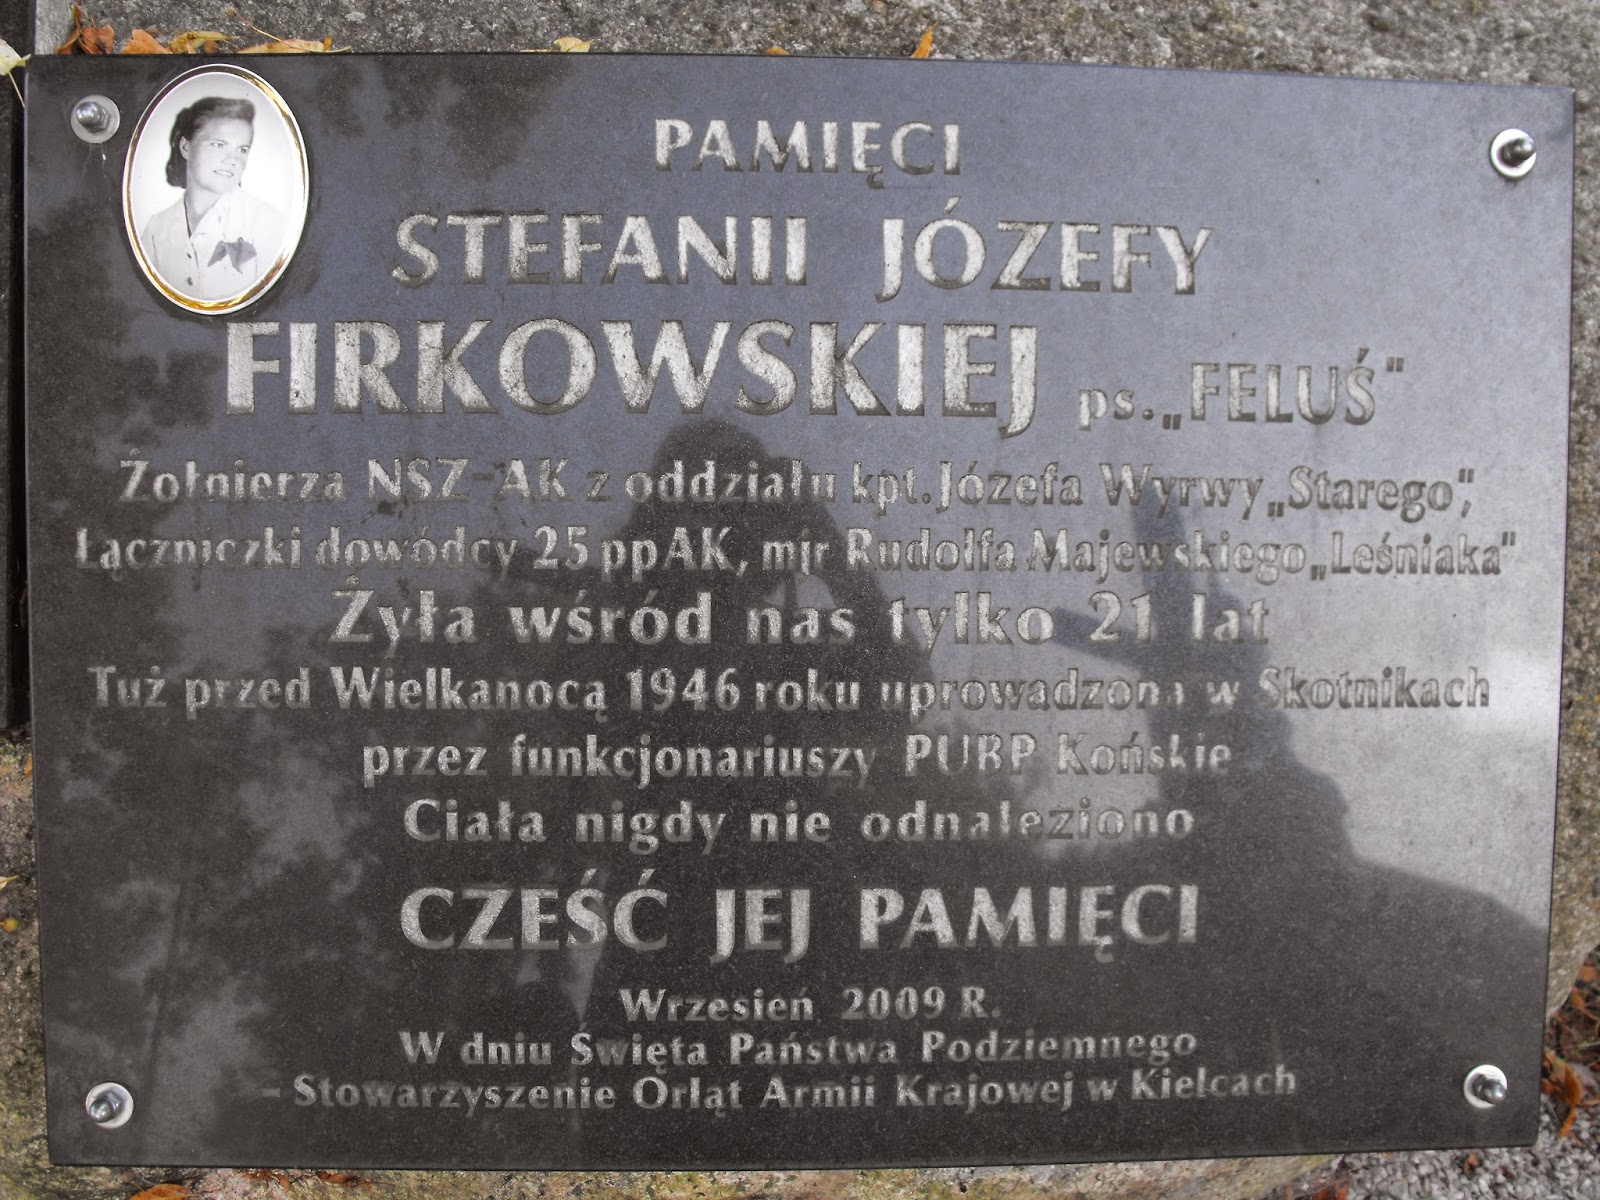 PAMIĘCI
STEFANII JÓZEFY
FIRKOWSKIEJ ps. „FELUŚ"
Żołnierza NSZ-AK z oddziału kpt. Józefa Wyrwy „Starego",
Łączniczki dowódcy 25 pp AK, mjr Rudolfa Majewskiego „Leśniaka"
Żyła wśród nas tylko 21 lat
Tuż przed Wielkanocą 1946 roku uprowadzona w Skotnikach
przez funkcjonariuszy PUBP Końskie
Ciała nigdy nie odnaleziono
CZEŚĆ JEJ PAMIĘCI
Wrzesień 2009 R.
W dniu Święta Państwa Podziemnego
– Stowarzyszenie Orląt Armii Krajowej w Kielcach